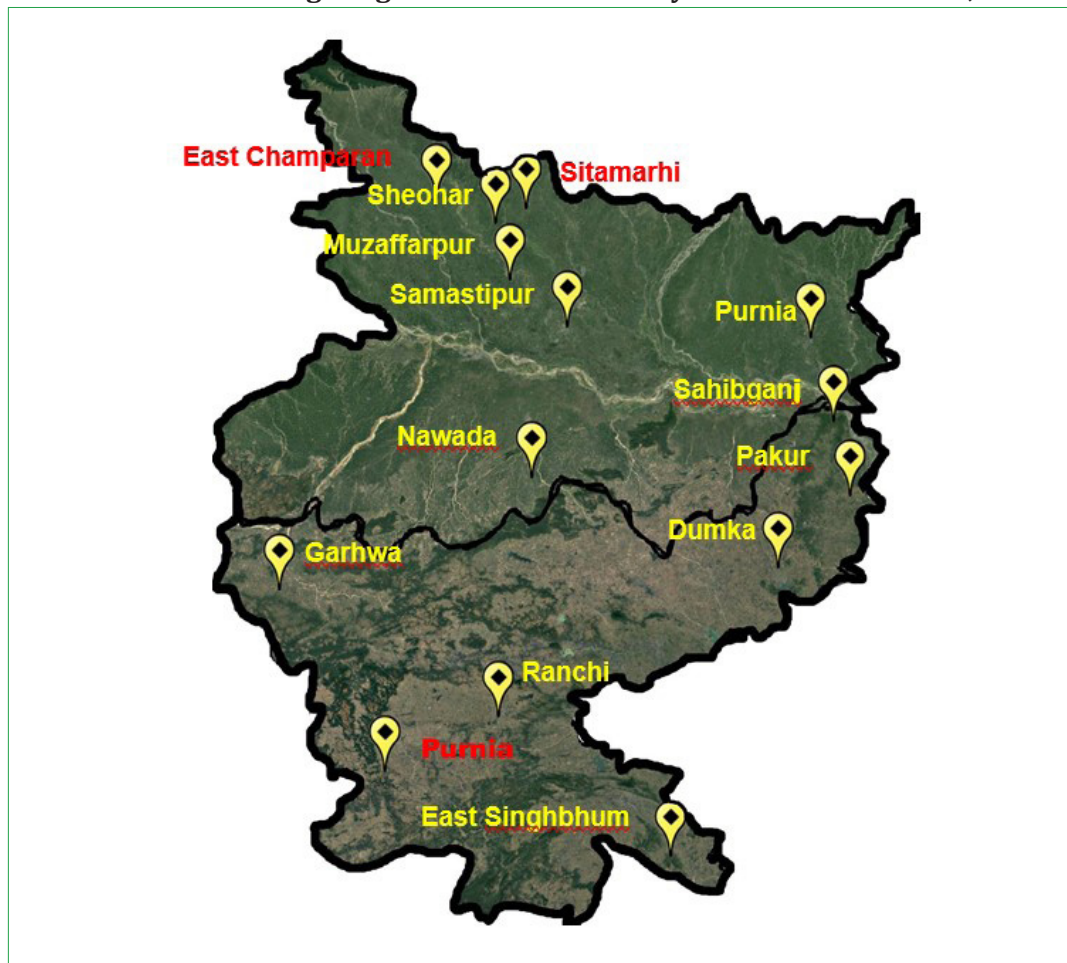 East Champaran
Sitamarhi
Sheohar
Muzaffarpur
Samastipur
Purnia
Sahibganj
Nawada
Pakur
Dumka
Garhwa
Ranchi
Purnia
East Singhbhum